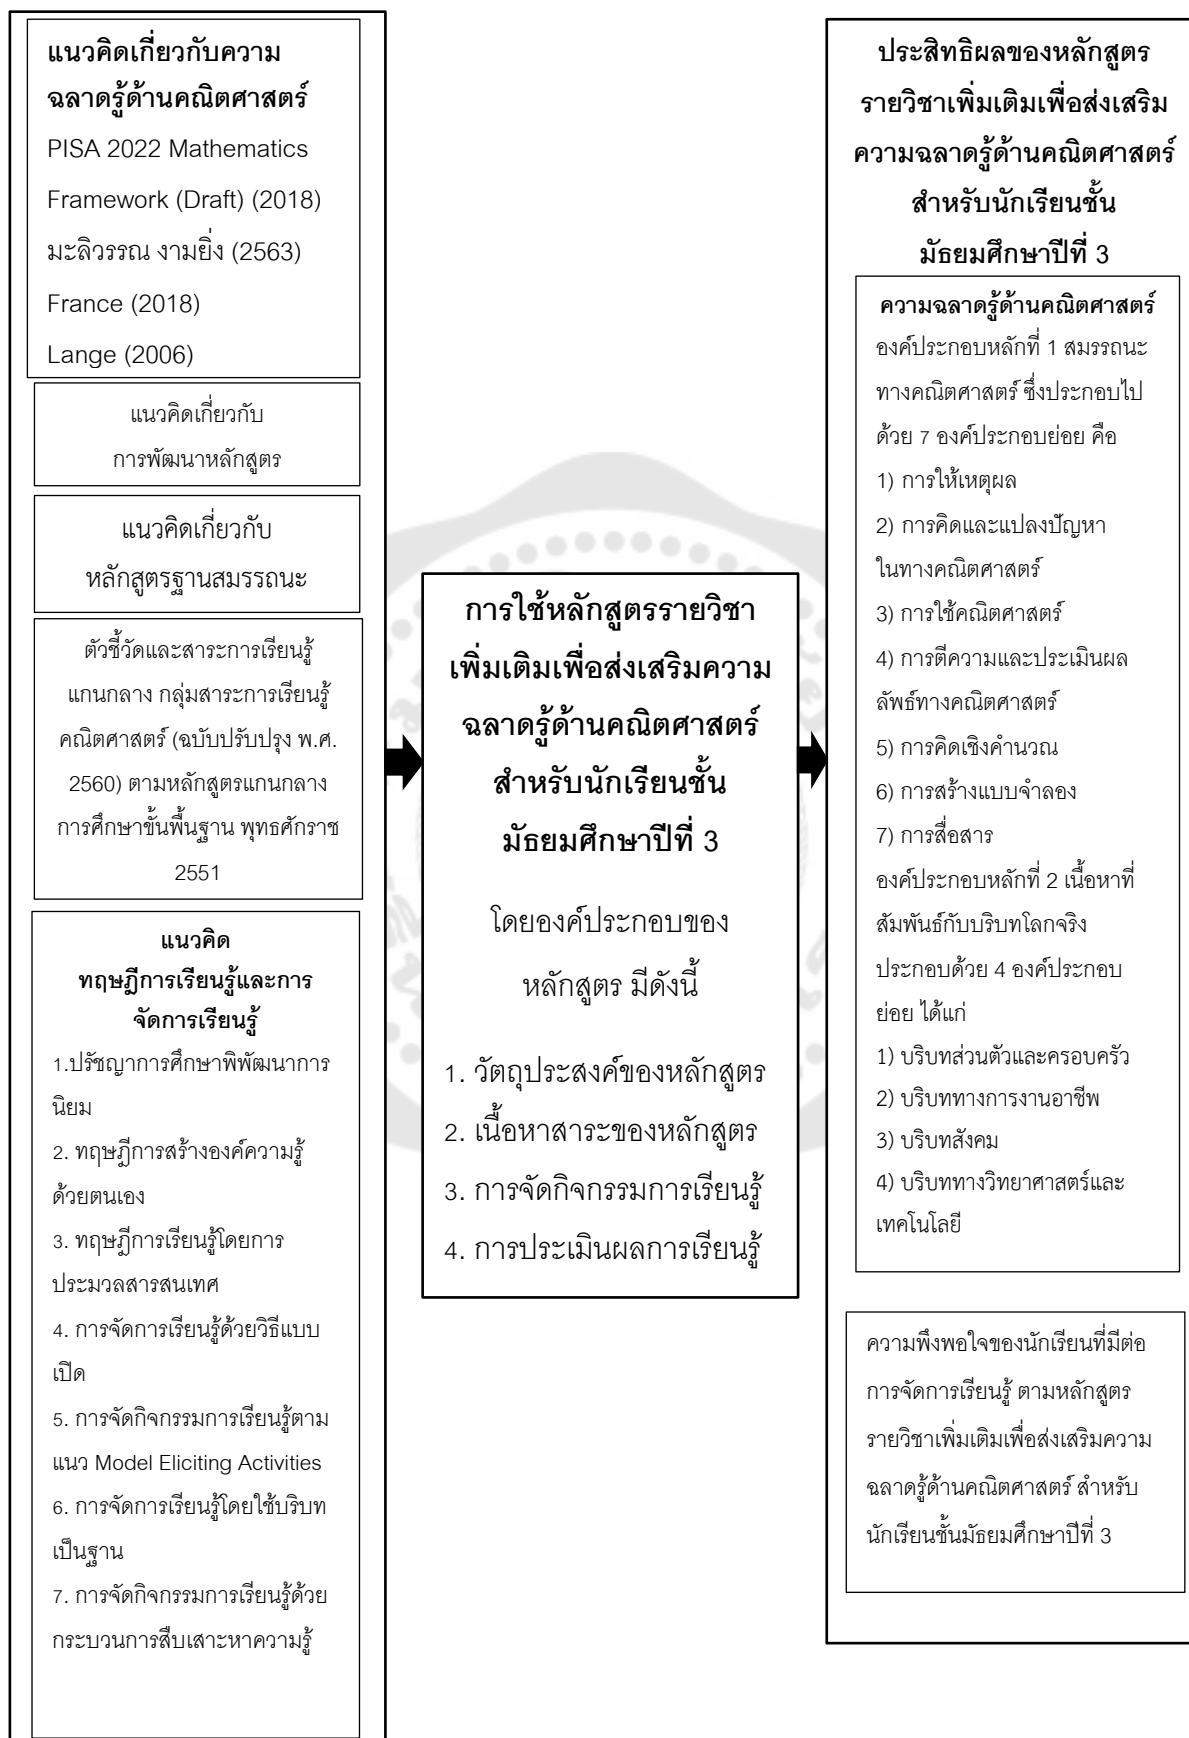 แนวคิดเกี่ยวกับความ
ฉลาดรู้ด้านคณิตศาสตร์
PISA 2022 Mathematics
Framework (Draft) (2018)
มะลิวรรณ งามยิ่ง (2563)
France (2018)
Lange (2006)
แนวคิดเกี่ยวกับ
การพัฒนาหลักสูตร
แนวคิดเกี่ยวกับ
หลักสูตรฐานสมรรถนะ
ตัวชี้วัดและสาระการเรียนรู้
แกนกลาง กลุ่มสาระการเรียนรู้
คณิตศาสตร์ (ฉบับปรับปรุง พ.ศ.
2560) ตามหลักสูตรแกนกลาง
การศึกษาขั้นพื้นฐาน พุทธศักราช
2551
แนวคิด
ทฤษฎีการเรียนรู้และการ
จัดการเรียนรู้
1.ปรัชญาการศึกษาพิพัฒนาการ
นิยม
2. ทฤษฎีการสร้างองค์ความรู้
ด้วยตนเอง
3. ทฤษฎีการเรียนรู้โดยการ
ประมวลสารสนเทศ
4. การจัดการเรียนรู้ด้วยวิธีแบบ
เปิด
5. การจัดกิจกรรมการเรียนรู้ตาม
แนว Model Eliciting Activities
6. การจัดการเรียนรู้โดยใช้บริบท
เป็นฐาน
7. การจัดกิจกรรมการเรียนรู้ด้วย
กระบวนการสืบเสาะหาความรู้
การใช้หลักสูตรรายวิชา
เพิ่มเติมเพื่อส่งเสริมความ
ฉลาดรู้ด้านคณิตศาสตร์
สำหรับนักเรียนชั้น
มัธยมศึกษาปีที่ 3
โดยองค์ประกอบของ
หลักสูตร มีดังนี้
1. วัตถุประสงค์ของหลักสูตร
2. เนื้อหาสาระของหลักสูตร
3. การจัดกิจกรรมการเรียนรู้
4. การประเมินผลการเรียนรู้
ประสิทธิผลของหลักสูตร
รายวิชาเพิ่มเติมเพื่อส่งเสริม
ความฉลาดรู้ด้านคณิตศาสตร์
สำหรับนักเรียนชั้น
มัธยมศึกษาปีที่ 3
ความฉลาดรู้ด้านคณิตศาสตร์
องค์ประกอบหลักที่ 1 สมรรถนะ
ทางคณิตศาสตร์ ซึ่งประกอบไป
ด้วย 7 องค์ประกอบย่อย คือ
1) การให้เหตุผล
2) การคิดและแปลงปัญหา
ในทางคณิตศาสตร์
3) การใช้คณิตศาสตร์
4) การตีความและประเมินผล
ลัพธ์ทางคณิตศาสตร์
5) การคิดเชิงคำนวณ
6) การสร้างแบบจำลอง
7) การสื่อสาร
องค์ประกอบหลักที่ 2 เนื้อหาที่
สัมพันธ์กับบริบทโลกจริง
ประกอบด้วย 4 องค์ประกอบ
ย่อย ได้แก่
1) บริบทส่วนตัวและครอบครัว
2) บริบททางการงานอาชีพ
3) บริบทสังคม
4) บริบททางวิทยาศาสตร์และ
เทคโนโลยี
ความพึงพอใจของนักเรียนที่มีต่อ
การจัดการเรียนรู้ ตามหลักสูตร
รายวิชาเพิ่มเติมเพื่อส่งเสริมความ
ฉลาดรู้ด้านคณิตศาสตร์ สำหรับ
นักเรียนชั้นมัธยมศึกษาปีที่ 3